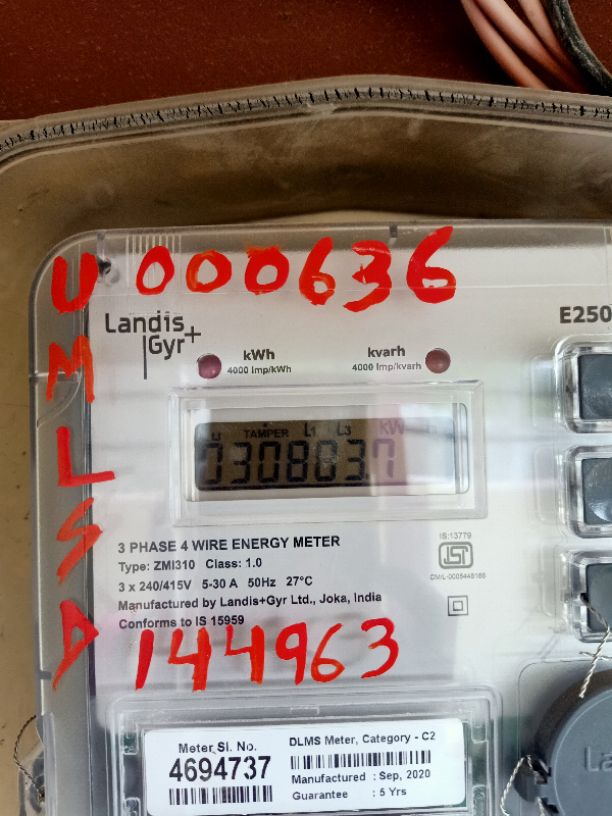 U 000636
Landis
Gyr+
E250
M
kWh
4000 Imp/kWh
kvarh
4000 Imp/kvarh
TAMPER L1 L3 kW
0308803.7
L
S
3 PHASE 4 WIRE ENERGY METER
Type: ZMI310 Class: 1.0
3 x 240/415V 5-30 A 50Hz 27°C
Manufactured by Landis+Gyr Ltd., Joka, India
Conforms to IS 15959
IS:13779
D
144963
Meter Sl. No.
4694737
DLMS Meter, Category - C2
Manufactured : Sep, 2020
Guarantee : 5 Yrs
La